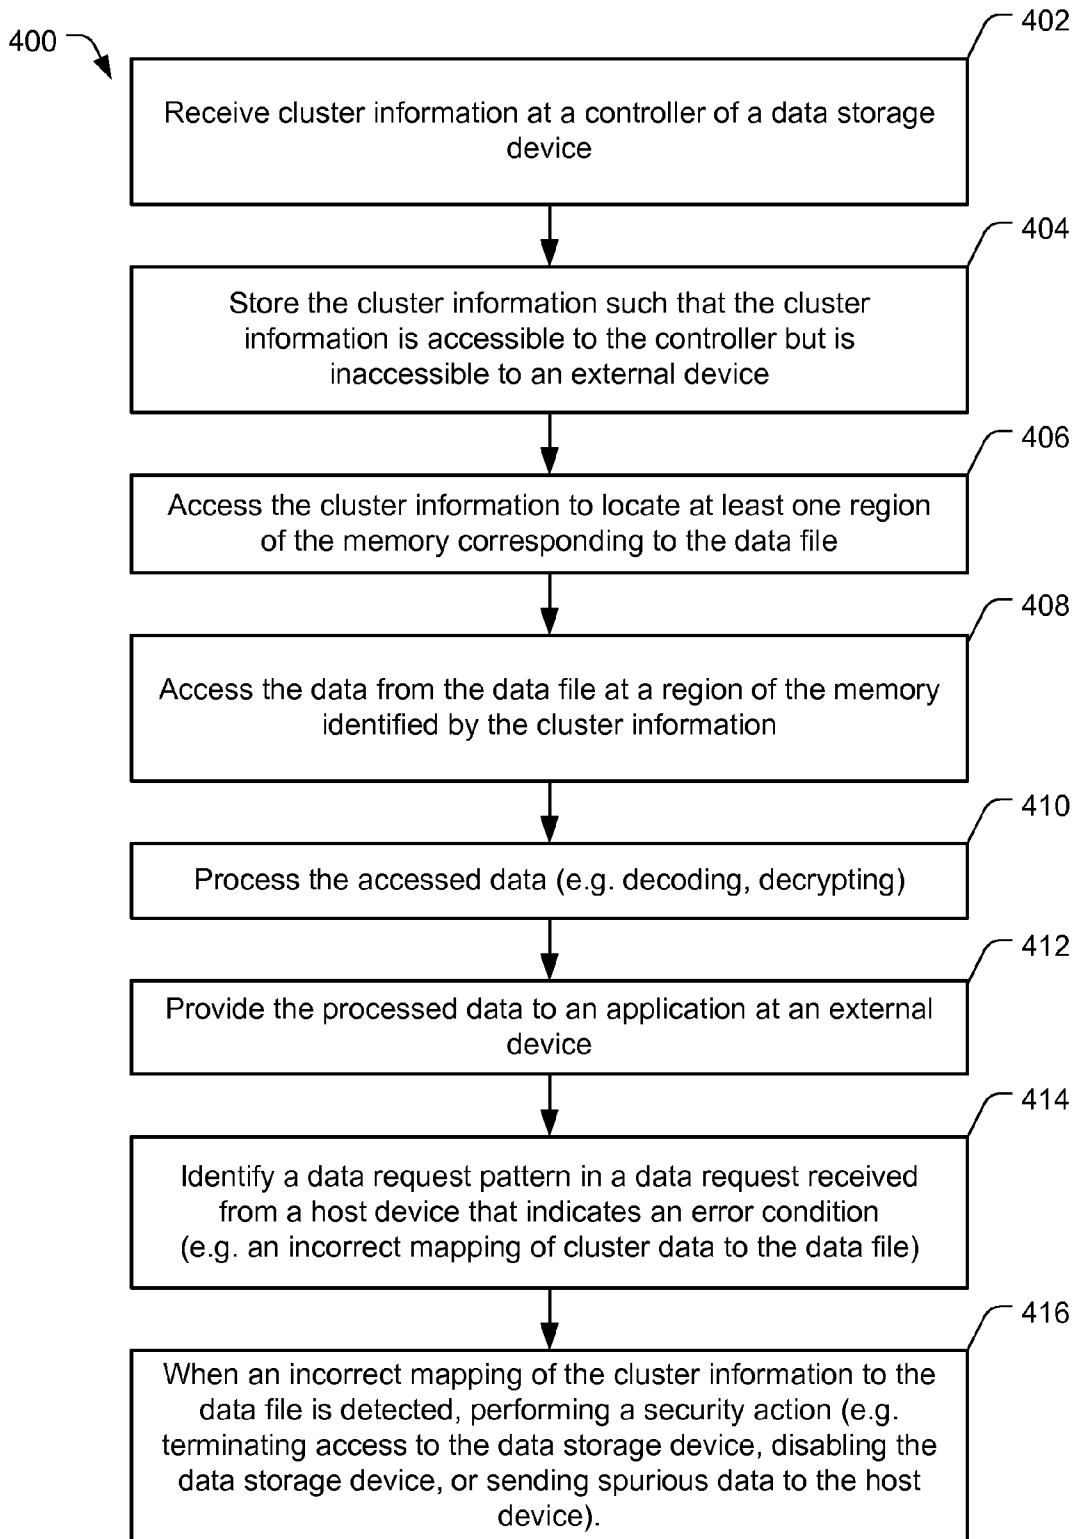 400
402
Receive cluster information at a controller of a data storage
device
404
Store the cluster information such that the cluster
information is accessible to the controller but is
inaccessible to an external device
406
Access the cluster information to locate at least one region
of the memory corresponding to the data file
408
Access the data from the data file at a region of the memory
identified by the cluster information
410
Process the accessed data (e.g. decoding, decrypting)
412
Provide the processed data to an application at an external
device
414
Identify a data request pattern in a data request received
from a host device that indicates an error condition
(e.g. an incorrect mapping of cluster data to the data file)
416
When an incorrect mapping of the cluster information to the
data file is detected, performing a security action (e.g.
terminating access to the data storage device, disabling the
data storage device, or sending spurious data to the host
device).